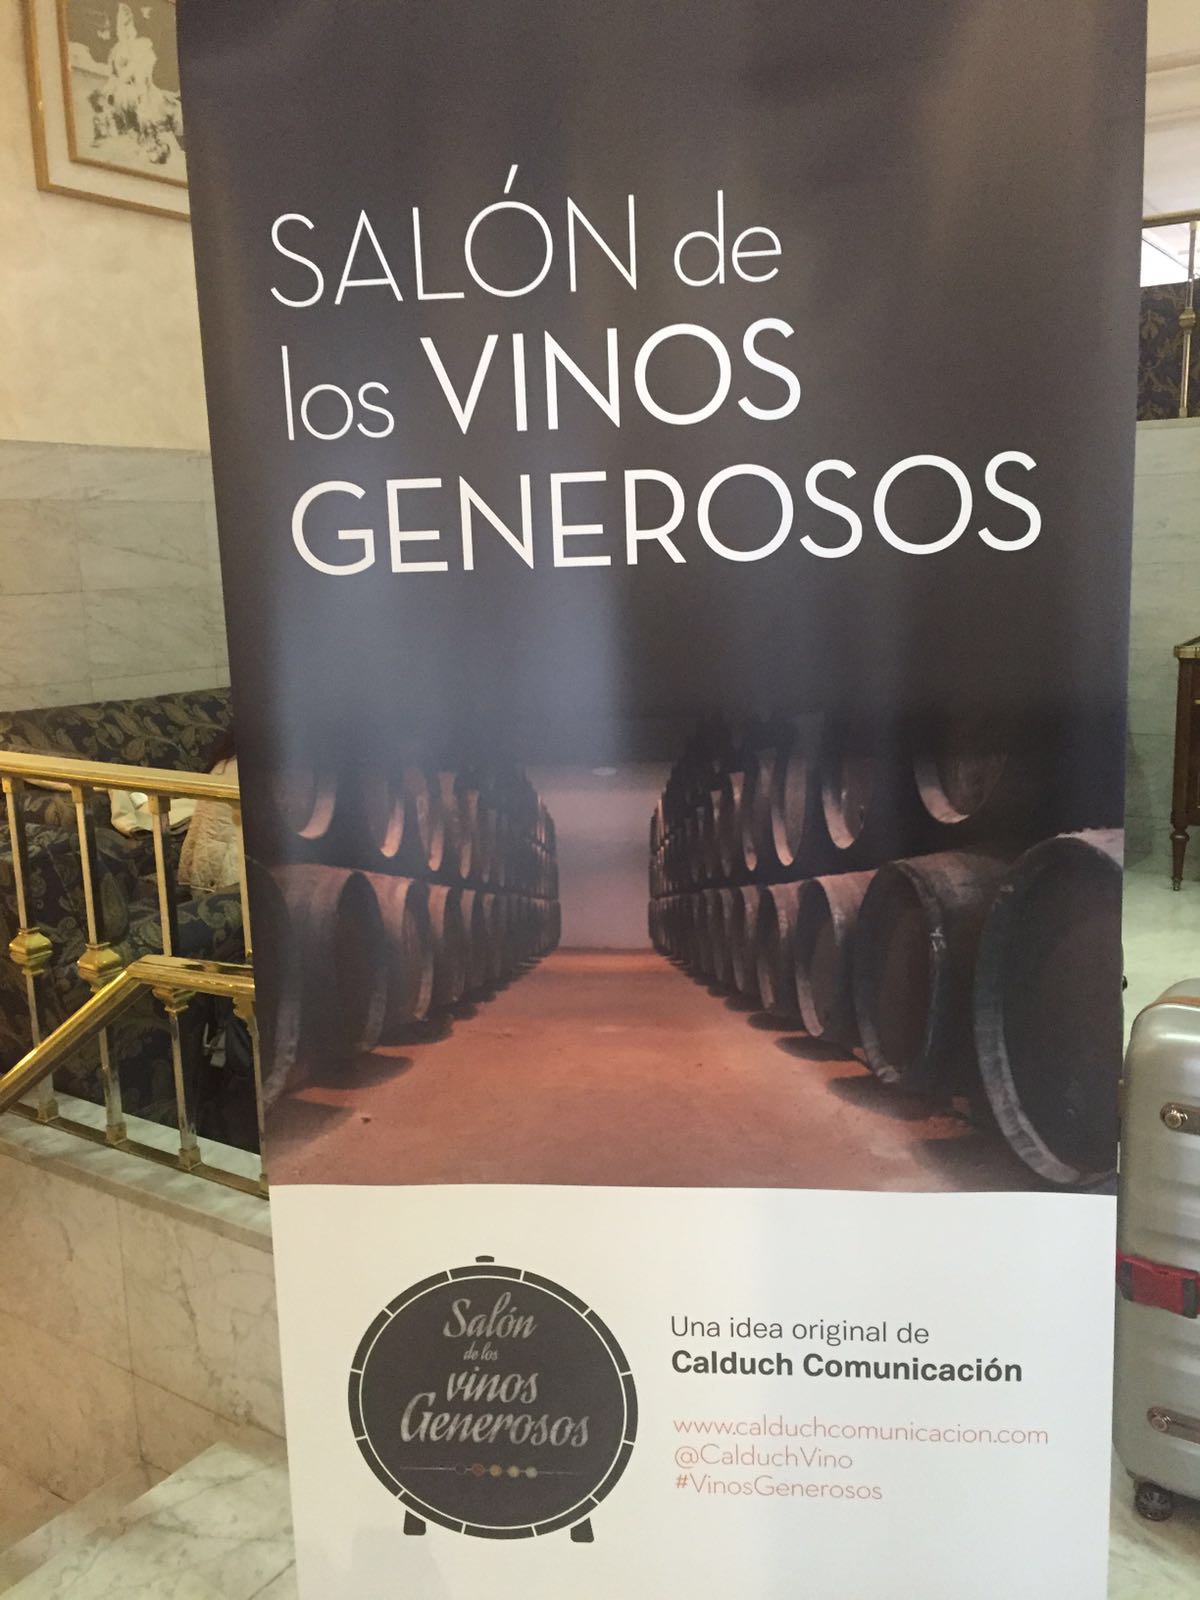 SALÓN de
los VINOS
GENEROSOS
Salón
de los
vinos
Generosos
Una idea original de
Calduch Comunicación
www.calduchcomunicacion.com
@CalduchVino
#VinosGenerosos